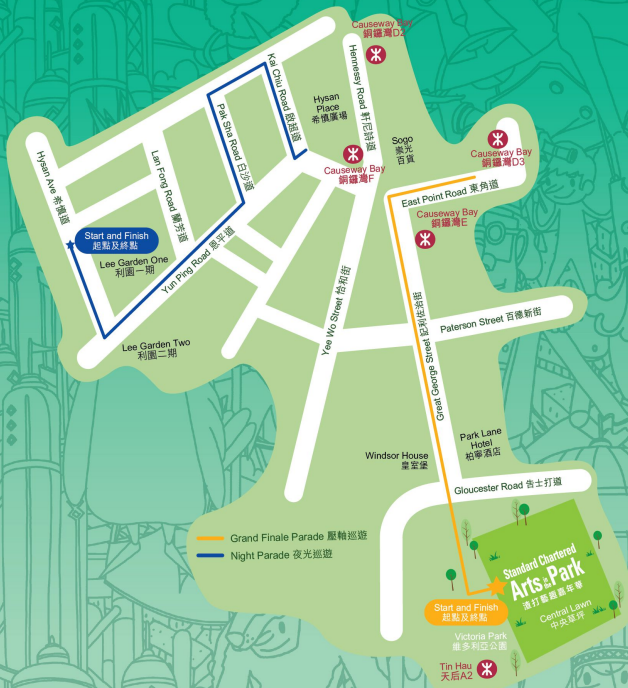 Causeway Bay
銅鑼灣D2
Kai Chiu Road 啟超道
Hennessy Road 軒尼詩道
Hysan
Place
希慎廣場
Pak Sha Road 白沙道
Sogo
崇光
百貨
Causeway Bay
銅鑼灣D3
Causeway Bay
銅鑼灣F
Hysan Ave 希慎道
Lan Fong Road 蘭芳道
East Point Road 東角道
Causeway Bay
銅鑼灣E
Start and Finish
起點及終點
Lee Garden One
利園一期
Yun Ping Road 恩平道
Yee Wo Street 怡和街
Great George Street 記利佐治街
Paterson Street 百德新街
Lee Garden Two
利園二期
Park Lane
Hotel
柏寧酒店
Windsor House
皇室堡
Gloucester Road 告士打道
Grand Finale Parade 壓軸巡遊
Night Parade 夜光巡遊
Standard Chartered
Arts in the Park
渣打藝趣嘉年華
Central Lawn
中央草坪
Start and Finish
起點及終點
Victoria Park
維多利亞公園
Tin Hau
天后A2